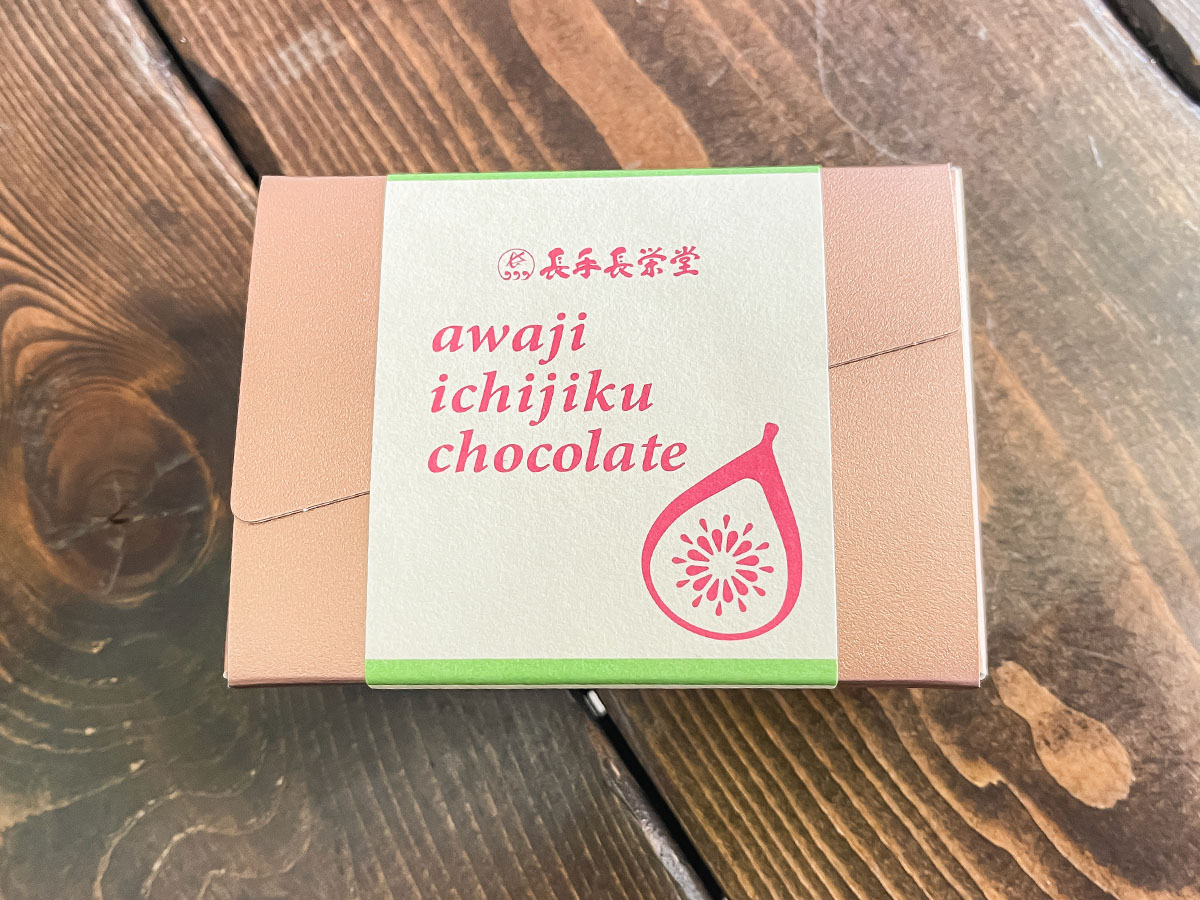 長手長栄堂
awaji
ichijiku
chocolate